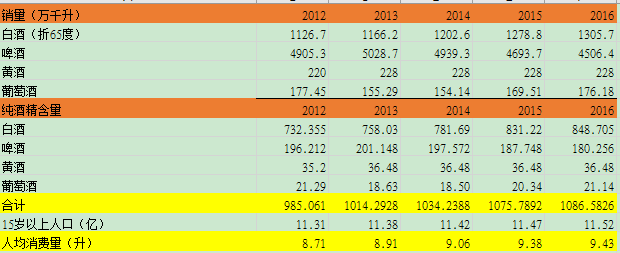 销量（万千升） 2012 2013 2014 2015 2016
白酒（折65度） 1126.7 1166.2 1202.6 1278.8 1305.7
啤酒 4905.3 5028.7 4939.3 4693.7 4506.4
黄酒 220 228 228 228 228
葡萄酒 177.45 155.29 154.14 169.51 176.18
纯酒精含量 2012 2013 2014 2015 2016
白酒 732.355 758.03 781.69 831.22 848.705
啤酒 196.212 201.148 197.572 187.748 180.256
黄酒 35.2 36.48 36.48 36.48 36.48
葡萄酒 21.29 18.63 18.50 20.34 21.14
合计 985.061 1014.2928 1034.2388 1075.7892 1086.5826
15岁以上人口（亿） 11.31 11.38 11.42 11.47 11.52
人均消费量（升） 8.71 8.91 9.06 9.38 9.43